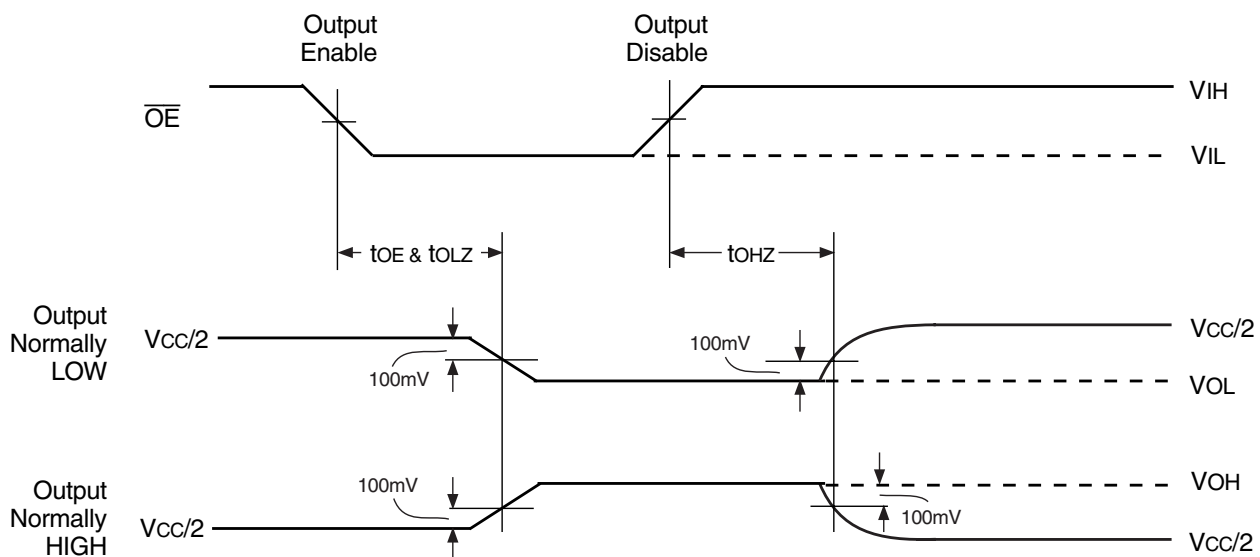 Output
Enable
Output
Disable
OE
VIH
VIL
tOE & tOLZ
tOHZ
Output
Normally
LOW
VCC/2
100mV
100mV
VCC/2
VOL
Output
Normally
HIGH
VCC/2
100mV
VOH
100mV
VCC/2